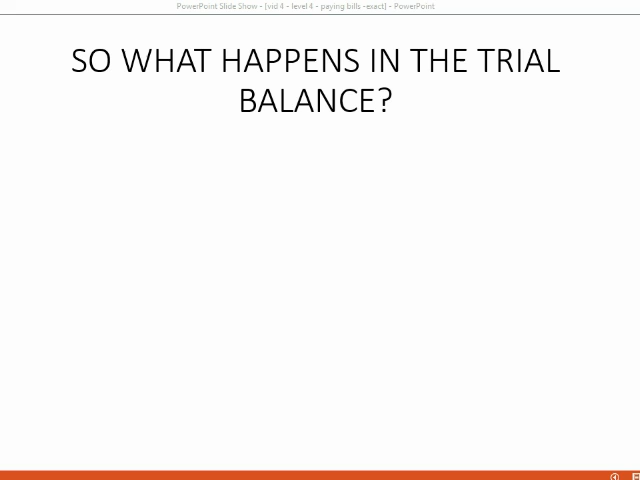 PowerPoint Slide Show - [vid 4 - level 4 - paying bills -exact] - PowerPoint
SO WHAT HAPPENS IN THE TRIAL
BALANCE?